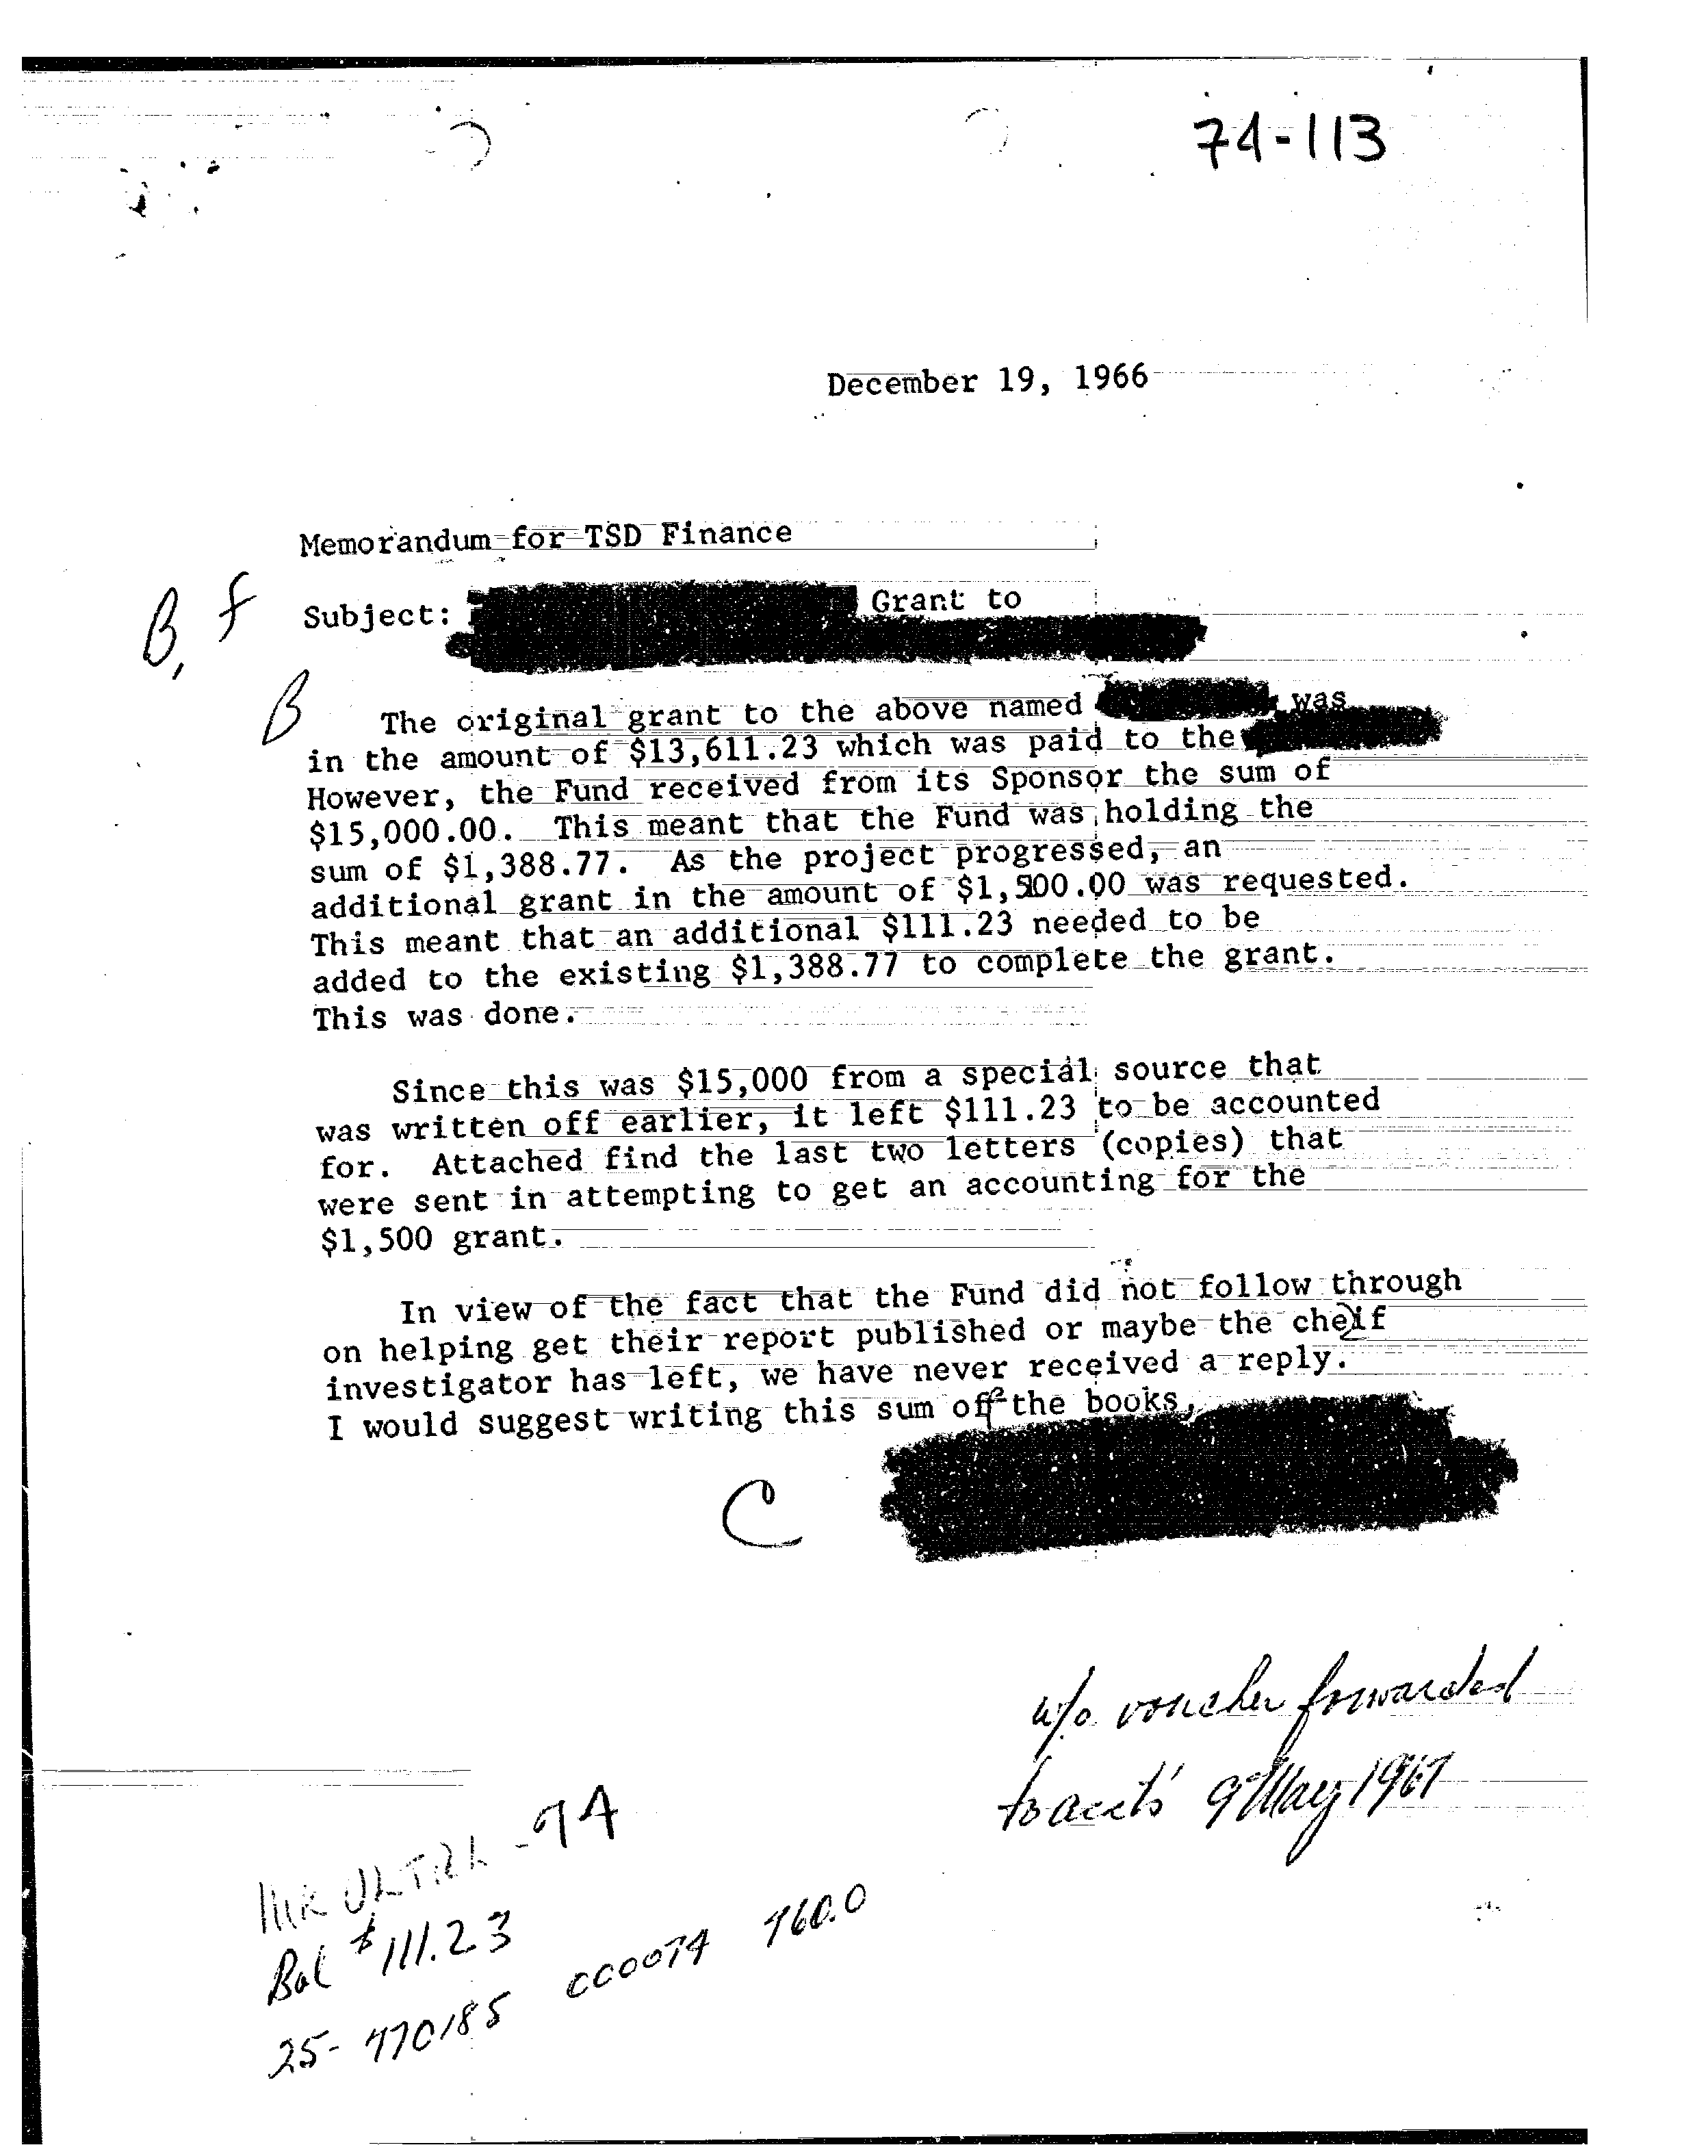 74-113
December 19, 1966
Memorandum for TSD Finance
B, f
Subject: Grant to
B
The original grant to the above named was
in the amount of $13,611.23 which was paid to the
However, the Fund received from its Sponsor the sum of
$15,000.00. This meant that the Fund was holding the
sum of $1,388.77. As the project progressed, an
additional grant in the amount of $1,500.00 was requested.
This meant that an additional $111.23 needed to be
added to the existing $1,388.77 to complete the grant.
This was done.
Since this was $15,000 from a special source that
was written off earlier, it left $111.23 to be accounted
for. Attached find the last two letters (copies) that
were sent in attempting to get an accounting for the
$1,500 grant.
In view of the fact that the Fund did not follow through
on helping get their report published or maybe the cheif
investigator has left, we have never received a reply.
I would suggest writing this sum off the books.
C
w/o voucher forwarded
to accts 9 May 1967
MKULTRA -74
Bal $111.23
25- 770185 CC0074 760.0